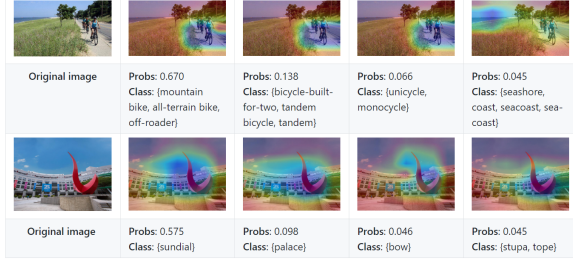 Original image
Probs: 0.670
Class: {mountain
bike, all-terrain bike,
off-roader}
Probs: 0.138
Class: {bicycle-built-
for-two, tandem
bicycle, tandem}
Probs: 0.066
Class: {unicycle,
monocycle}
Probs: 0.045
Class: {seashore,
coast, seacoast, sea-
coast}
Original image
Probs: 0.575
Class: {sundial}
Probs: 0.098
Class: {palace}
Probs: 0.046
Class: {bow}
Probs: 0.045
Class: {stupa, tope}